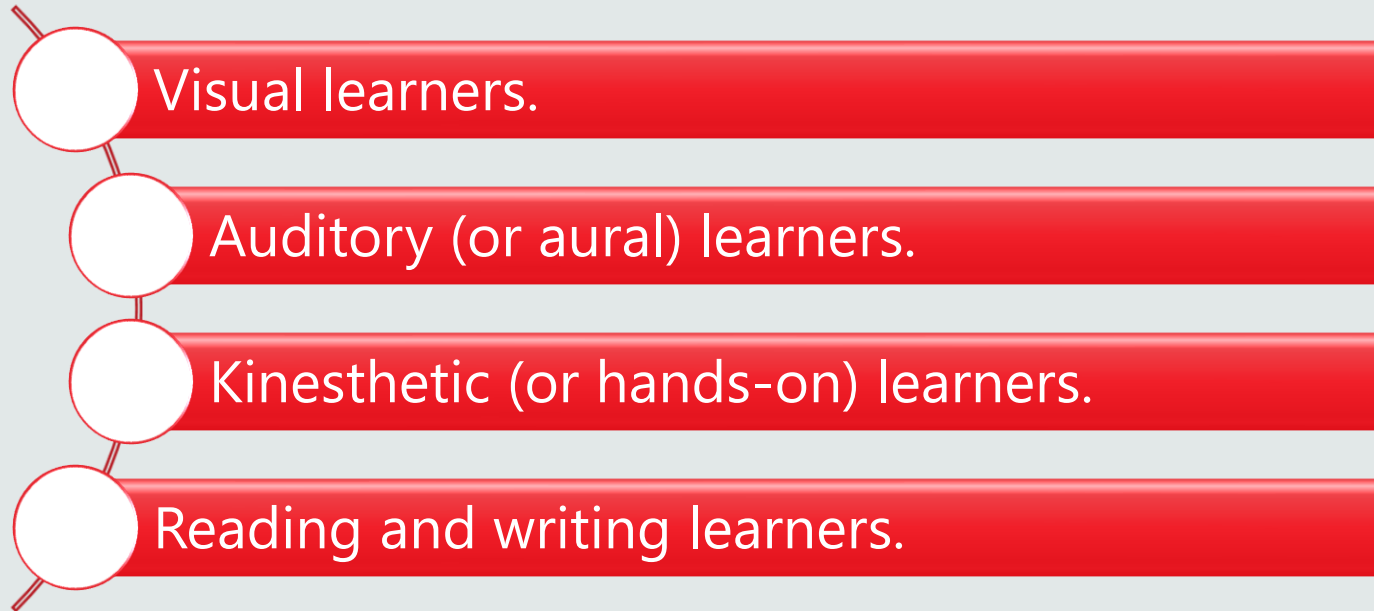 Visual learners.
Auditory (or aural) learners.
Kinesthetic (or hands-on) learners.
Reading and writing learners.